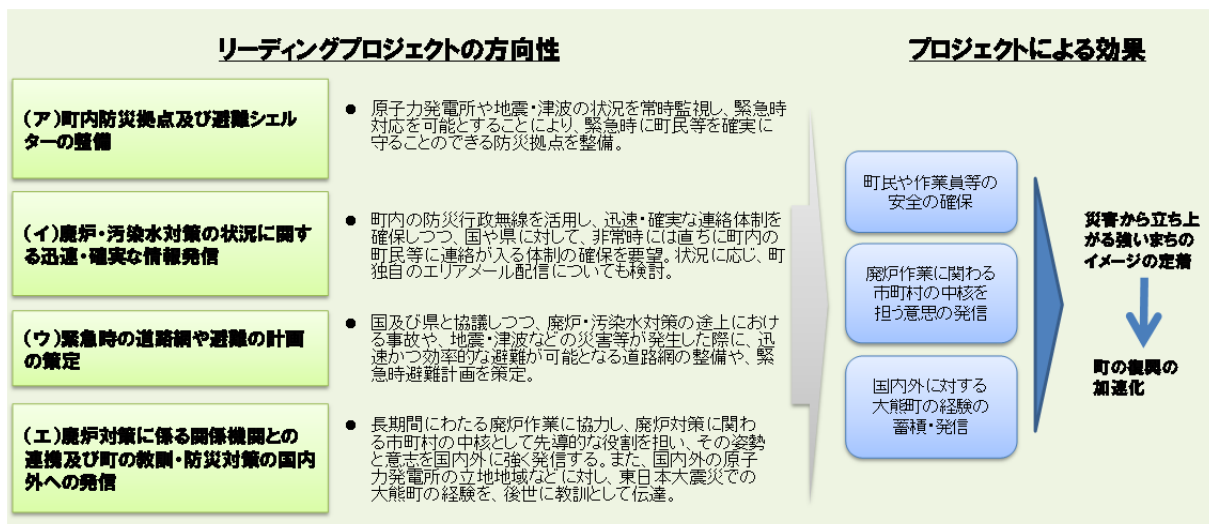 リーディングプロジェクトの方向性
プロジェクトによる効果
(ア)町内防災拠点及び避難シェル
ターの整備
● 原子力発電所や地震・津波の状況を常時監視し、緊急時
対応を可能とすることにより、緊急時に町民等を確実に
守ることのできる防災拠点を整備。
(イ)廃炉・汚染水対策の状況に関す
る迅速・確実な情報発信
● 町内の防災行政無線を活用し、迅速・確実な連絡体制を
確保しつつ、国や県に対して、非常時には直ちに町内の
町民等に連絡が入る体制の確保を要望。状況に応じ、町
独自のエリアメール配信についても検討。
(ウ)緊急時の道路網や避難の計画
の策定
● 国及び県と協議しつつ、廃炉・汚染水対策の途上におけ
る事故や、地震・津波などの災害等が発生した際に、迅
速かつ効率的な避難が可能となる道路網の整備や、緊
急時避難計画を策定。
(エ)廃炉対策に係る関係機関との
連携及び町の教訓・防災対策の国内
外への発信
● 長期間にわたる廃炉作業に協力し、廃炉対策に関わ
る市町村の中核として先導的な役割を担い、その姿勢
と意志を国内外に強く発信する。また、国内外の原子
力発電所の立地地域などに対し、東日本大震災での
大熊町の経験を、後世に教訓として伝達。
町民や作業員等の
安全の確保
廃炉作業に関わる
市町村の中核を
担う意思の発信
国内外に対する
大熊町の経験の
蓄積・発信
災害から立ち上
がる強いまちの
イメージの定着
町の復興の
加速化